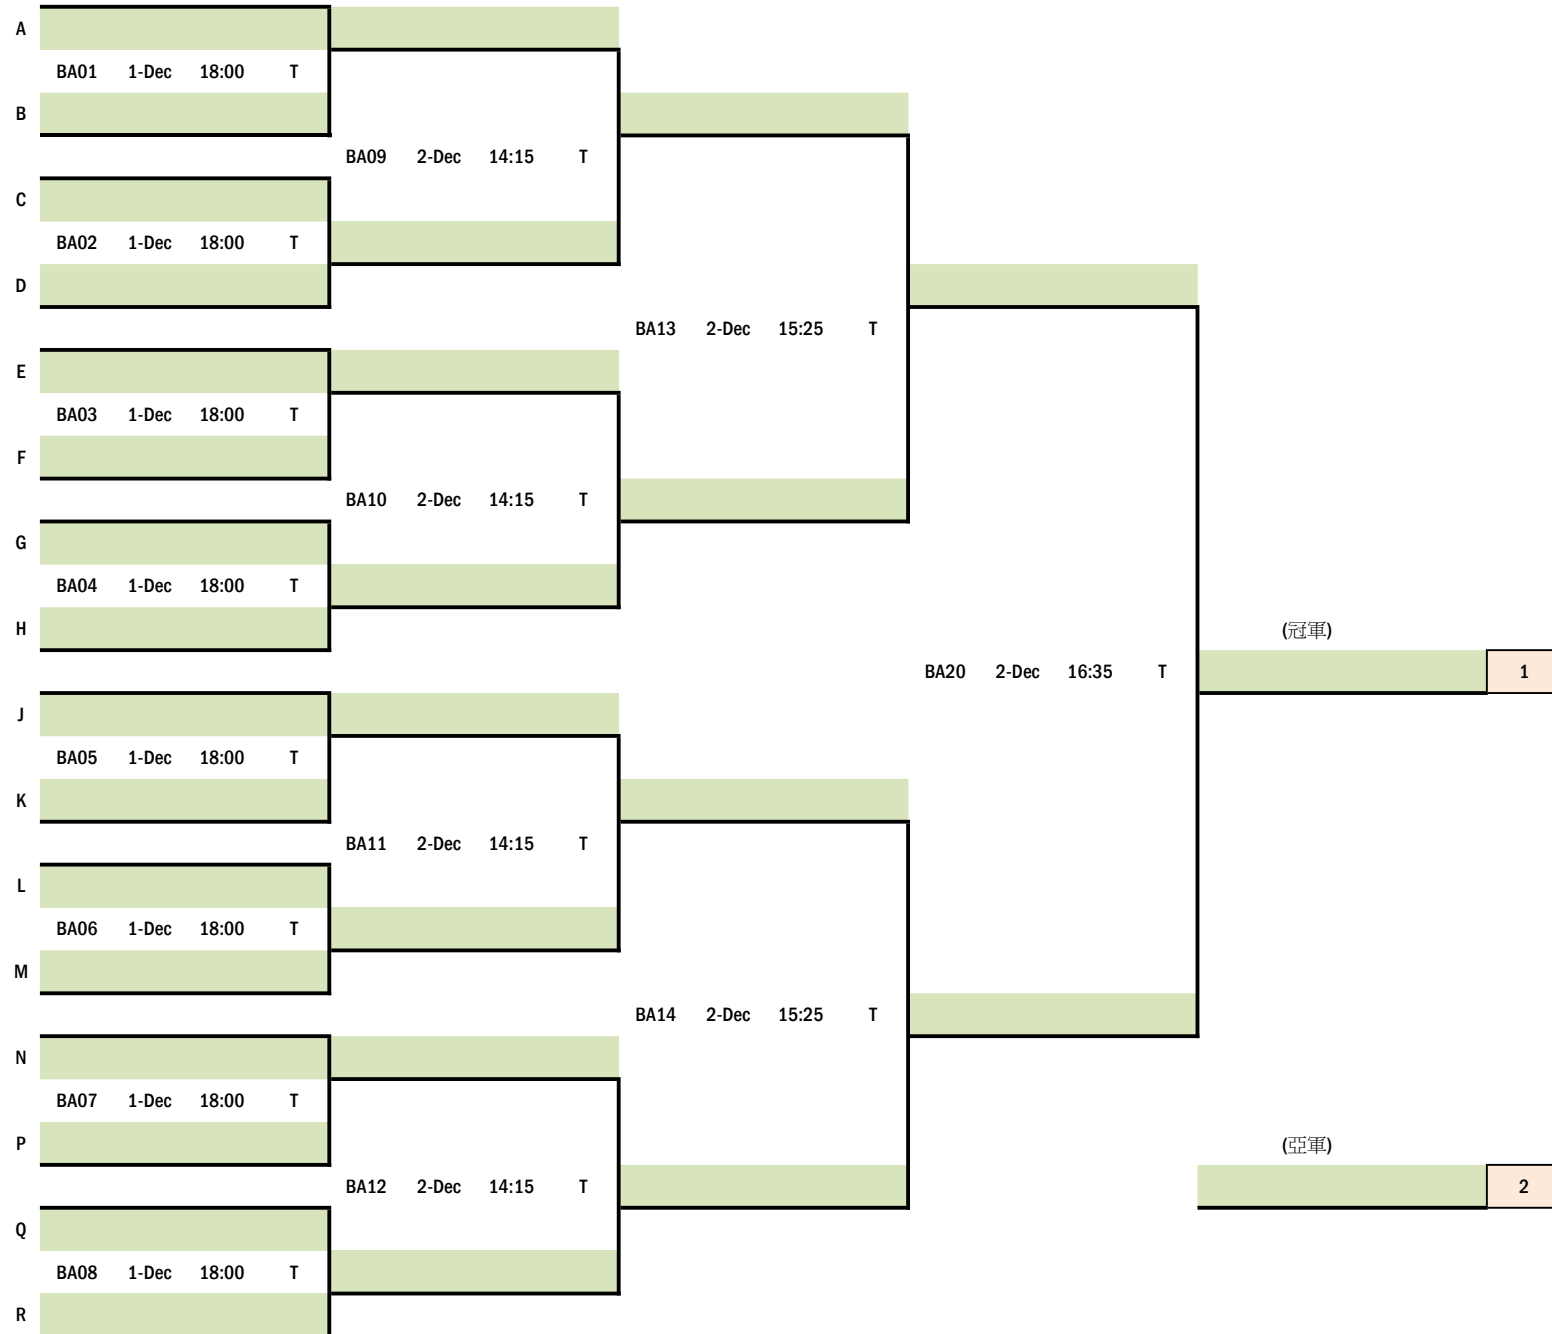 A
BA01 1-Dec 18:00 T
B
BA09 2-Dec 14:15 T
C
BA02 1-Dec 18:00 T
D
BA13 2-Dec 15:25 T
E
BA03 1-Dec 18:00 T
F
BA10 2-Dec 14:15 T
G
BA04 1-Dec 18:00 T
H
(冠軍)
BA20 2-Dec 16:35 T 1
J
BA05 1-Dec 18:00 T
K
BA11 2-Dec 14:15 T
L
BA06 1-Dec 18:00 T
M
BA14 2-Dec 15:25 T
N
BA07 1-Dec 18:00 T
P
(亞軍)
BA12 2-Dec 14:15 T 2
Q
BA08 1-Dec 18:00 T
R